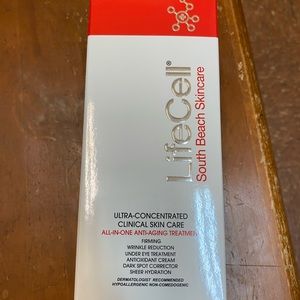 LifeCell®
South Beach Skincare
ULTRA-CONCENTRATED
CLINICAL SKIN CARE
ALL-IN-ONE ANTI-AGING TREATMENT
FIRMING
WRINKLE REDUCTION
UNDER EYE TREATMENT
ANTIOXIDANT CREAM
DARK SPOT CORRECTOR
SHEER HYDRATION
DERMATOLOGIST RECOMMENDED
HYPOALLERGENIC NON-COMEDOGENIC